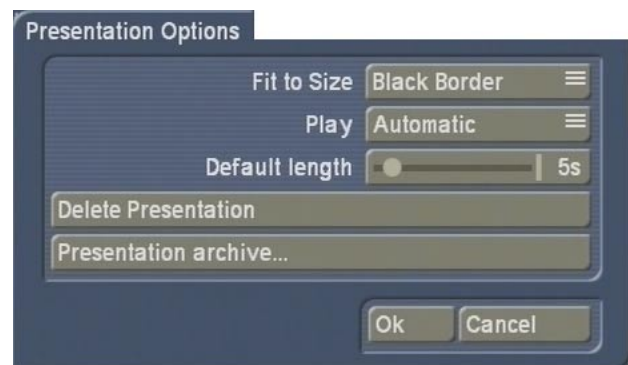 Presentation Options
Fit to Size Black Border
Play Automatic
Default length 5s
Delete Presentation
Presentation archive...
Ok Cancel